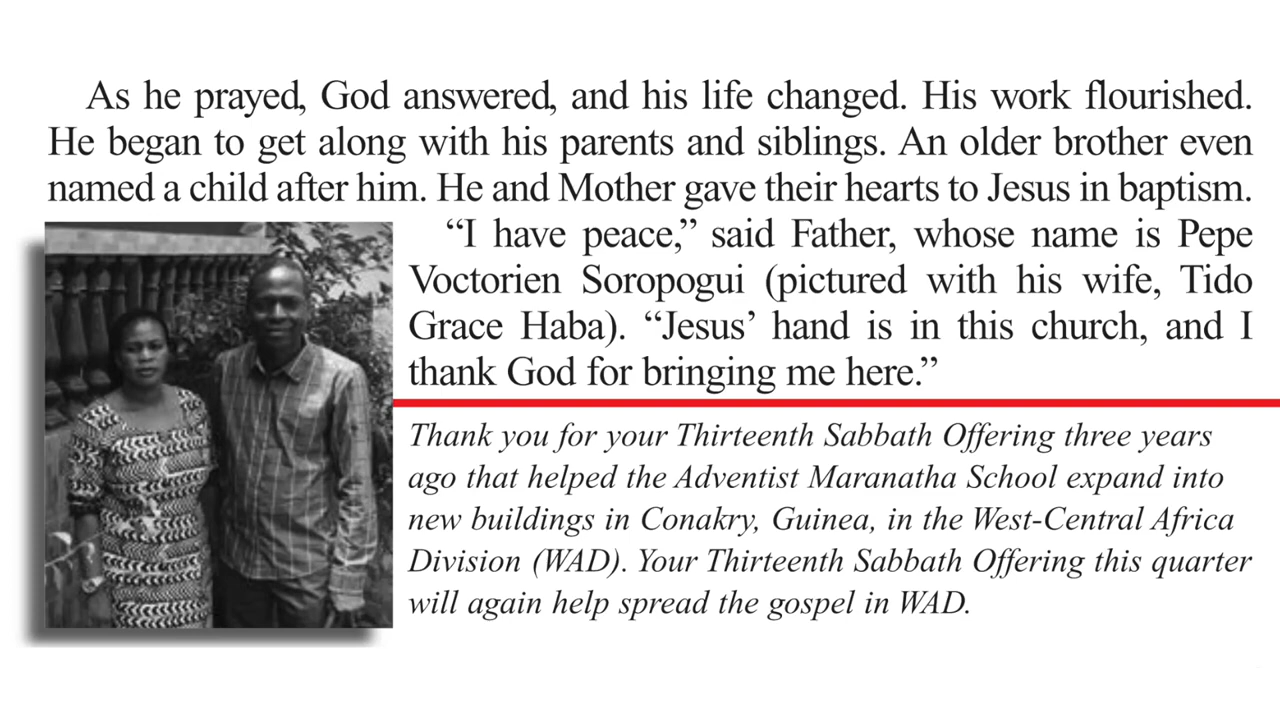 As he prayed, God answered, and his life changed. His work flourished.
He began to get along with his parents and siblings. An older brother even
named a child after him. He and Mother gave their hearts to Jesus in baptism.
“I have peace,” said Father, whose name is Pepe
Voctorien Soropogui (pictured with his wife, Tido
Grace Haba). “Jesus’ hand is in this church, and I
thank God for bringing me here.”
Thank you for your Thirteenth Sabbath Offering three years
ago that helped the Adventist Maranatha School expand into
new buildings in Conakry, Guinea, in the West-Central Africa
Division (WAD). Your Thirteenth Sabbath Offering this quarter
will again help spread the gospel in WAD.